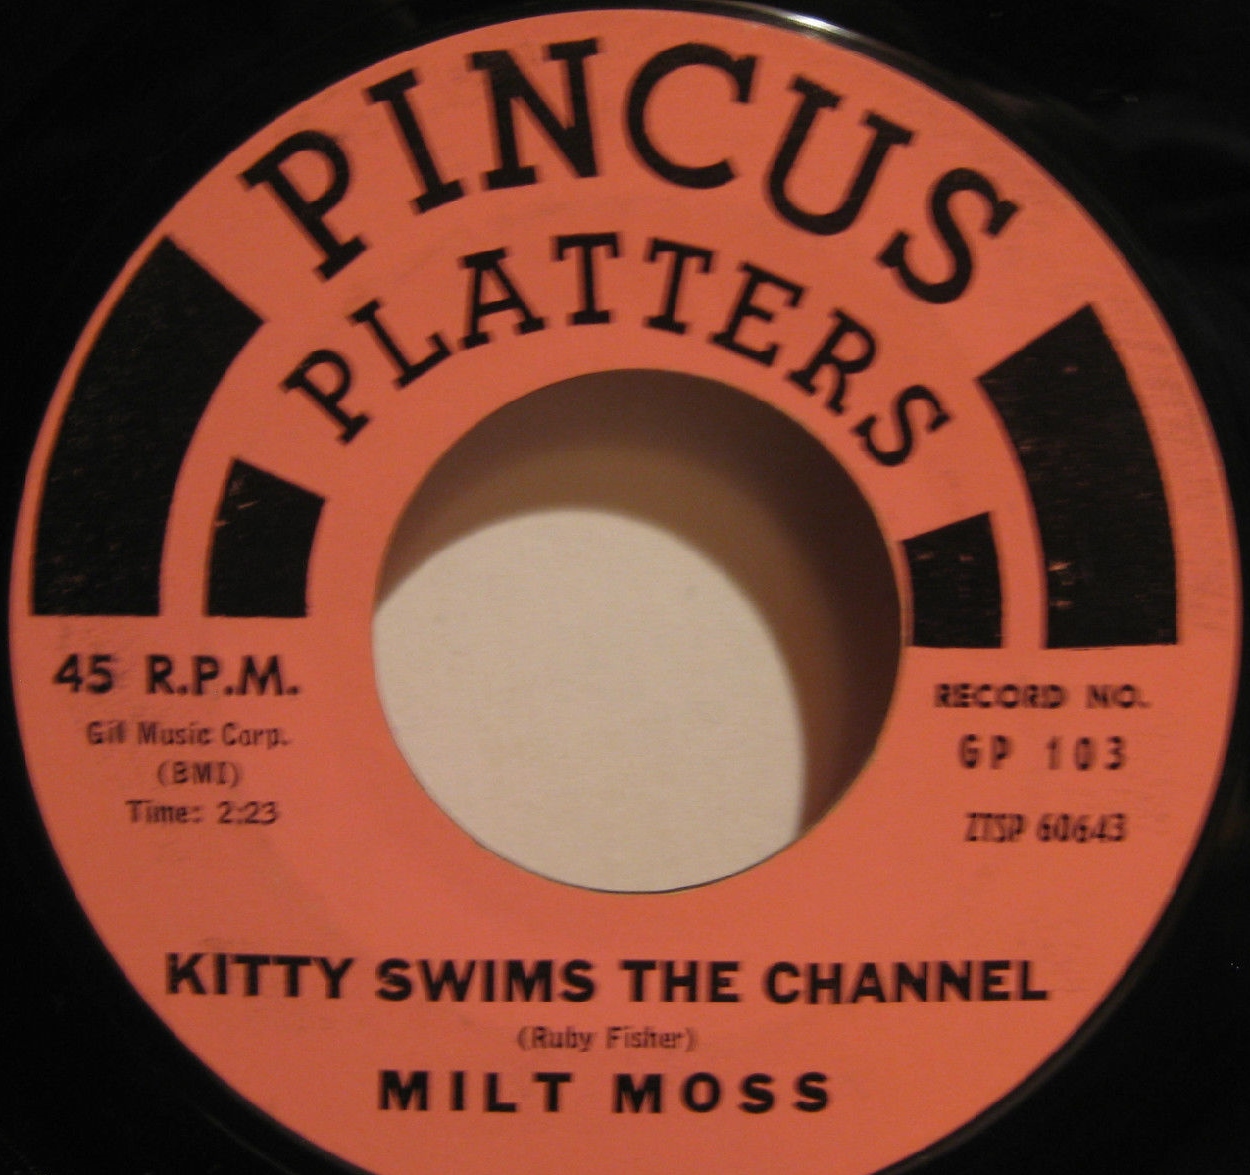 PINCUS
PLATTERS
45 R.P.M.
Gil Music Corp.
(BMI)
Time: 2:23
RECORD NO.
GP 103
ZTSP 60643
KITTY SWIMS THE CHANNEL
(Ruby Fisher)
MILT MOSS